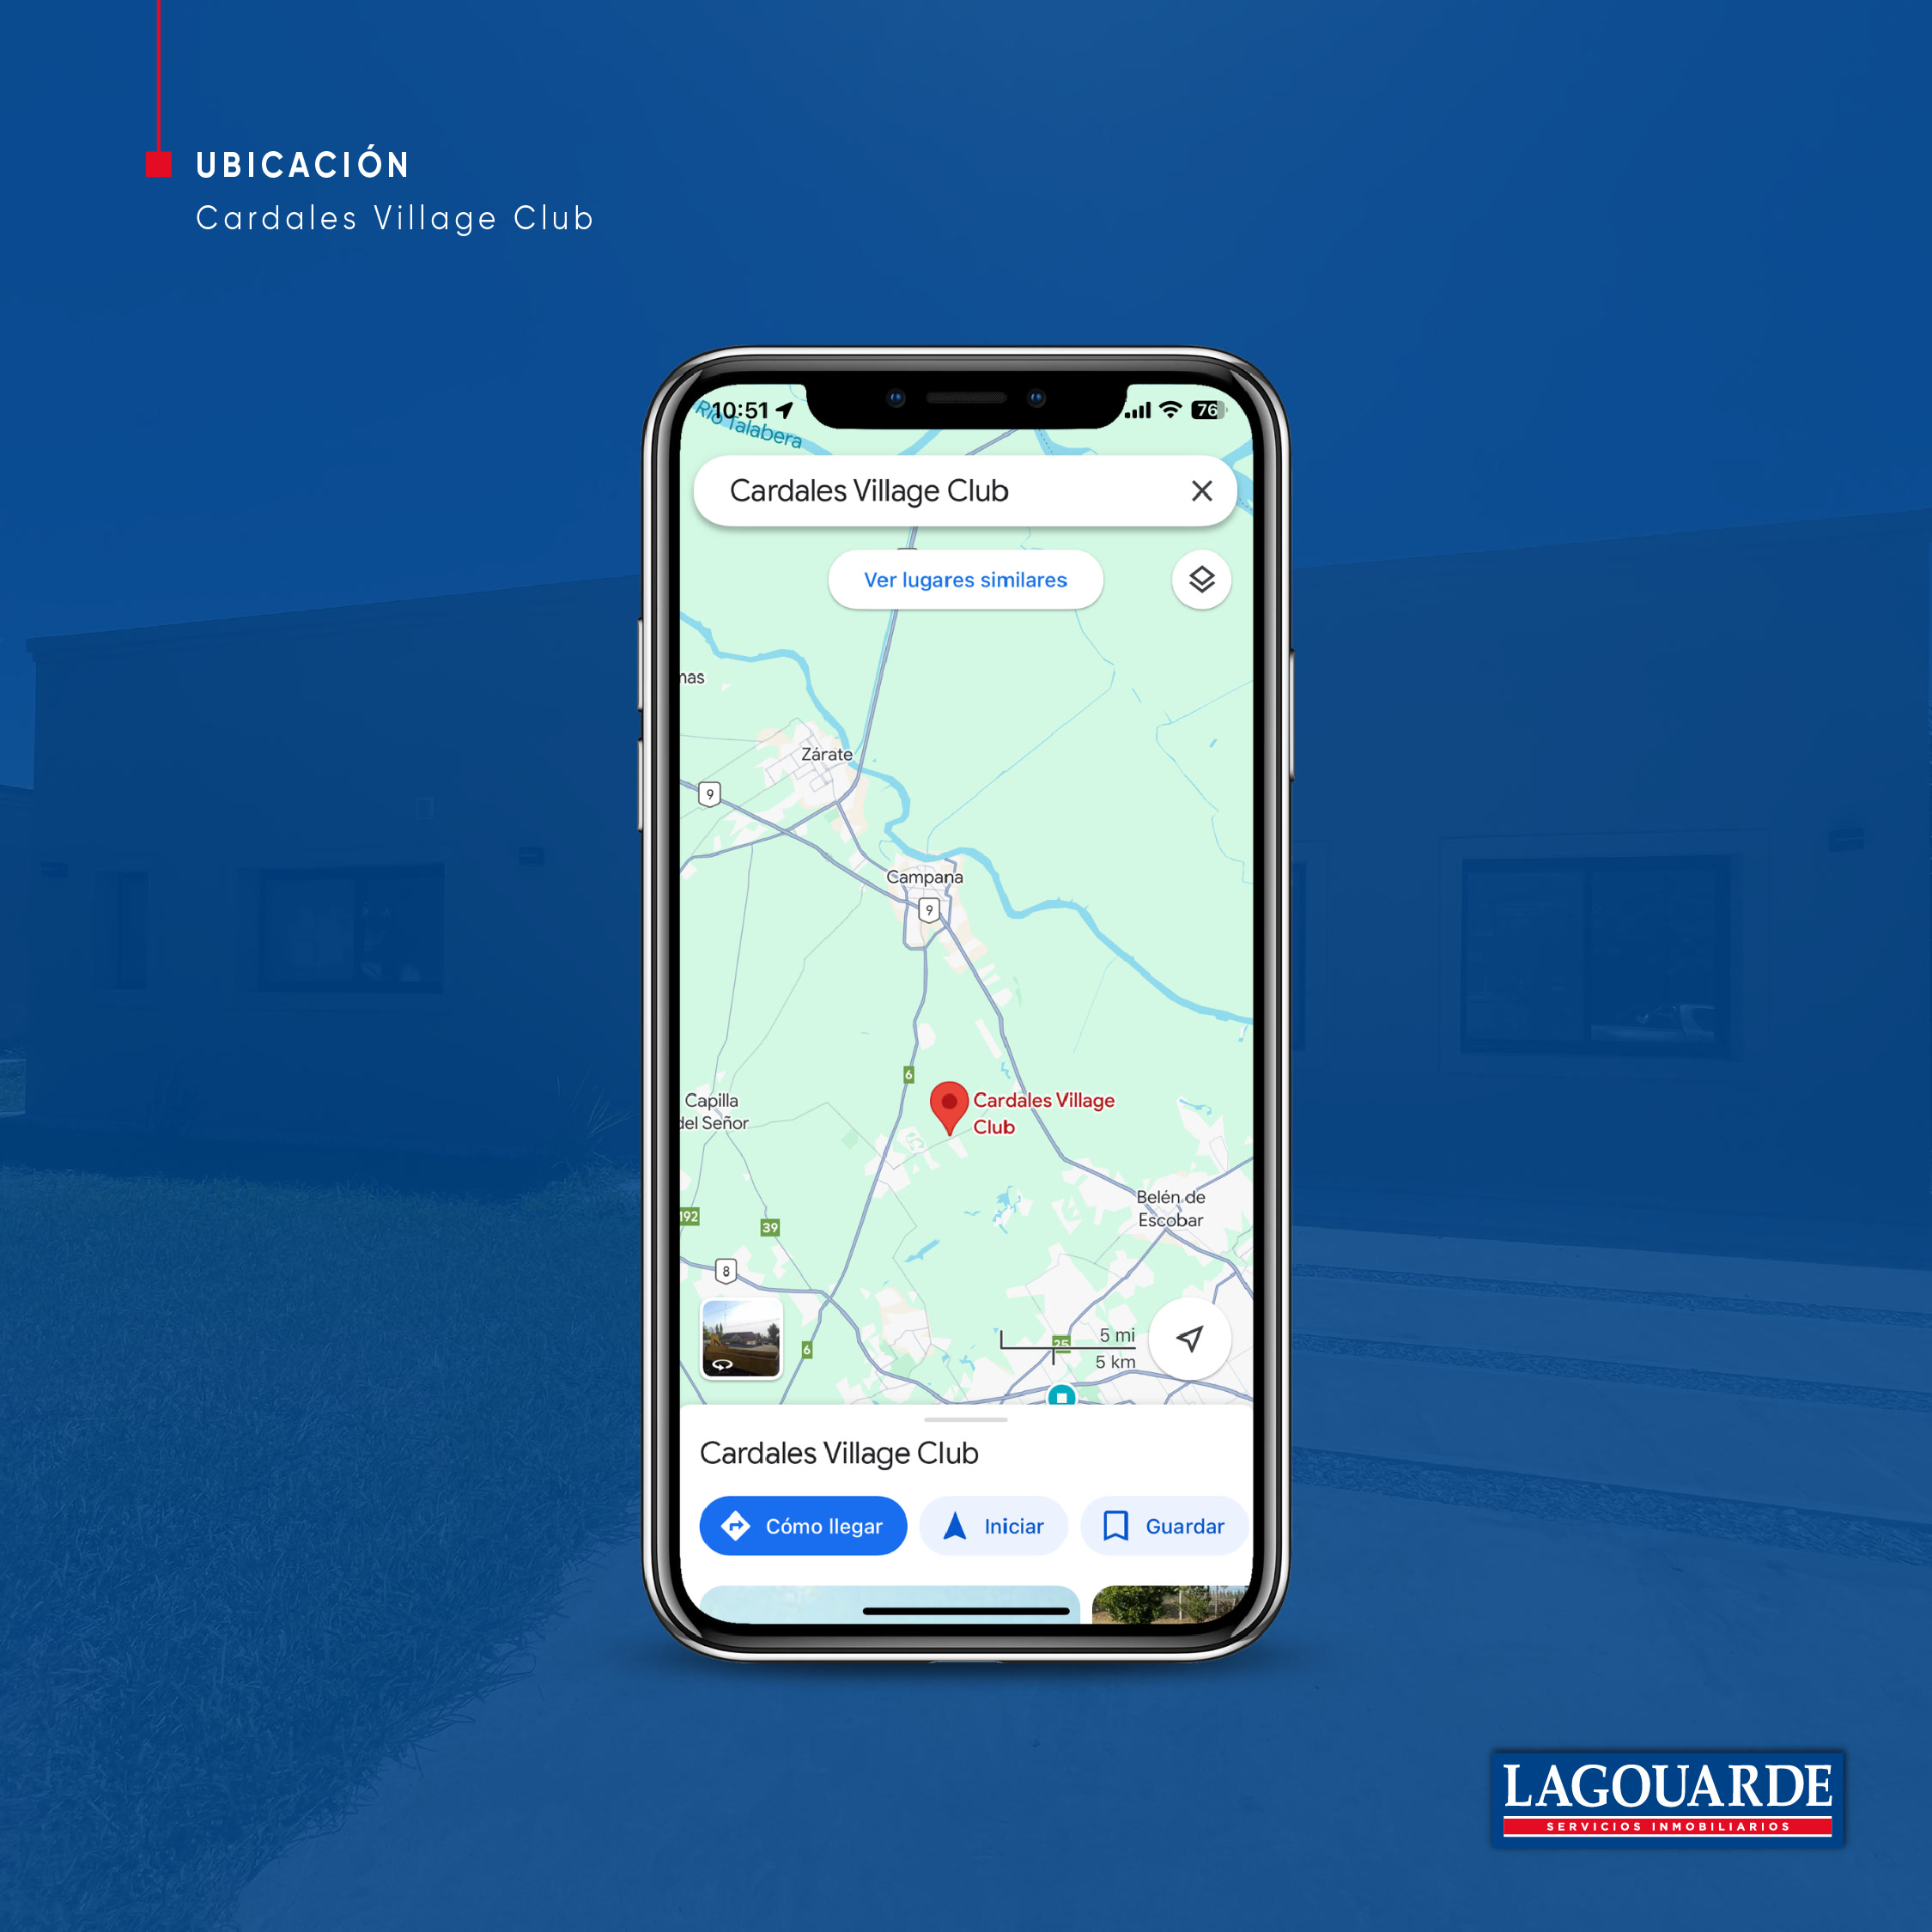 UBICACIÓN
Cardales Village Club
10:51
76
Río Talabera
Cardales Village Club
Ver lugares similares
Zárate
9
Campana
9
6
Cardales Village
Club
Capilla
del Señor
Belén de
Escobar
192
39
8
6
25
5 mi
5 km
Cardales Village Club
Cómo llegar
Iniciar
Guardar
LAGOUARDE
SERVICIOS INMOBILIARIOS